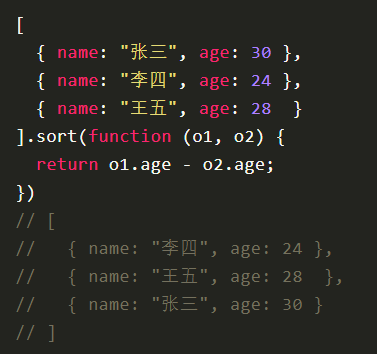 [
  { name: "张三", age: 30 },
  { name: "李四", age: 24 },
  { name: "王五", age: 28  }
].sort(function (o1, o2) {
  return o1.age - o2.age;
})
// [
//   { name: "李四", age: 24 },
//   { name: "王五", age: 28  },
//   { name: "张三", age: 30 }
// ]